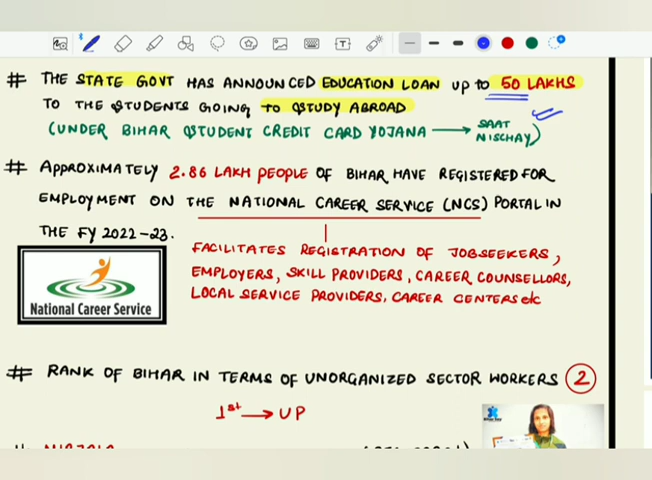 # THE STATE GOVT HAS ANNOUNCED EDUCATION LOAN UP to 50 LAKHS
TO THE STUDENTS GOING TO STUDY ABROAD
(UNDER BIHAR STUDENT CREDIT CARD YOJANA → SAAT NISCHAY)
# APPROXIMATELY 2.86 LAKH PEOPLE OF BIHAR HAVE REGISTERED FOR
EMPLOYMENT ON THE NATIONAL CAREER SERVICE (NCS) PORTAL IN
THE FY 2022-23.
FACILITATES REGISTRATION OF JOBSEEKERS,
EMPLOYERS, SKILL PROVIDERS, CAREER COUNSELLORS,
LOCAL SERVICE PROVIDERS, CAREER CENTERS etc
National Career Service
# RANK OF BIHAR IN TERMS OF UNORGANIZED SECTOR WORKERS 2
1st → UP